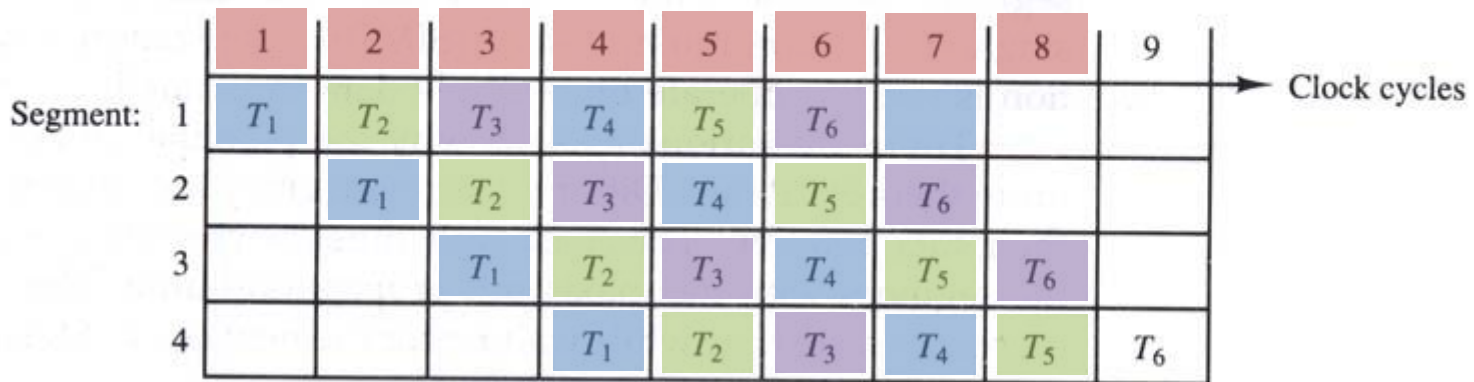 1 2 3 4 5 6 7 8 9
Clock cycles
Segment: 1 T₁ T₂ T₃ T₄ T₅ T₆
2 T₁ T₂ T₃ T₄ T₅ T₆
3 T₁ T₂ T₃ T₄ T₅ T₆
4 T₁ T₂ T₃ T₄ T₅ T₆